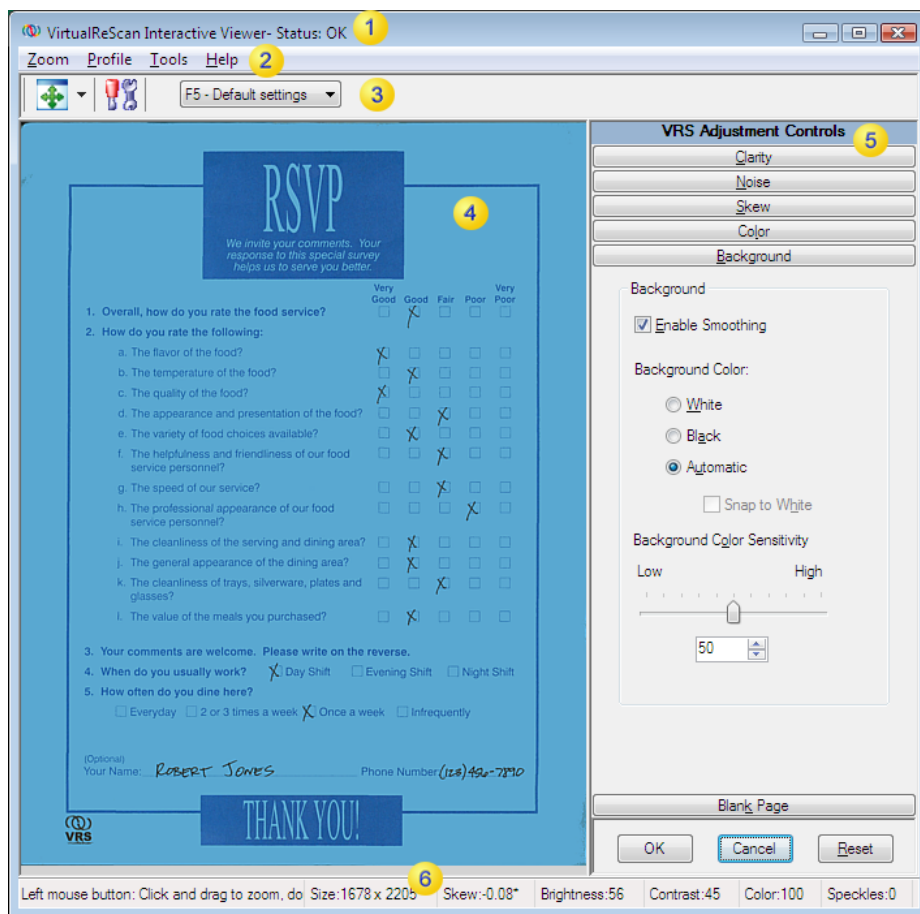 VirtualReScan Interactive Viewer- Status: OK
1
Zoom Profile Tools Help
2
F5 - Default settings
3
RSVP
We invite your comments. Your
response to this special survey
helps us to serve you better.
4
Very Good Good Fair Poor Very Poor
1. Overall, how do you rate the food service?
2. How do you rate the following:
a. The flavor of the food?
b. The temperature of the food?
c. The quality of the food?
d. The appearance and presentation of the food?
e. The variety of food choices available?
f. The helpfulness and friendliness of our food
service personnel?
g. The speed of our service?
h. The professional appearance of our food
service personnel?
i. The cleanliness of the serving and dining area?
j. The general appearance of the dining area?
k. The cleanliness of trays, silverware, plates and
glasses?
l. The value of the meals you purchased?
3. Your comments are welcome. Please write on the reverse.
4. When do you usually work? Day Shift Evening Shift Night Shift
5. How often do you dine here?
Everyday 2 or 3 times a week Once a week Infrequently
(Optional)
Your Name: ROBERT JONES Phone Number (123) 456-7890
THANK YOU!
VRS
VRS Adjustment Controls
5
Clarity
Noise
Skew
Color
Background
Background
Enable Smoothing
Background Color:
White
Black
Automatic
Snap to White
Background Color Sensitivity
Low High
50
Blank Page
OK Cancel Reset
6
Left mouse button: Click and drag to zoom, do Size:1678 x 2205 Skew:-0.08° Brightness:56 Contrast:45 Color:100 Speckles:0